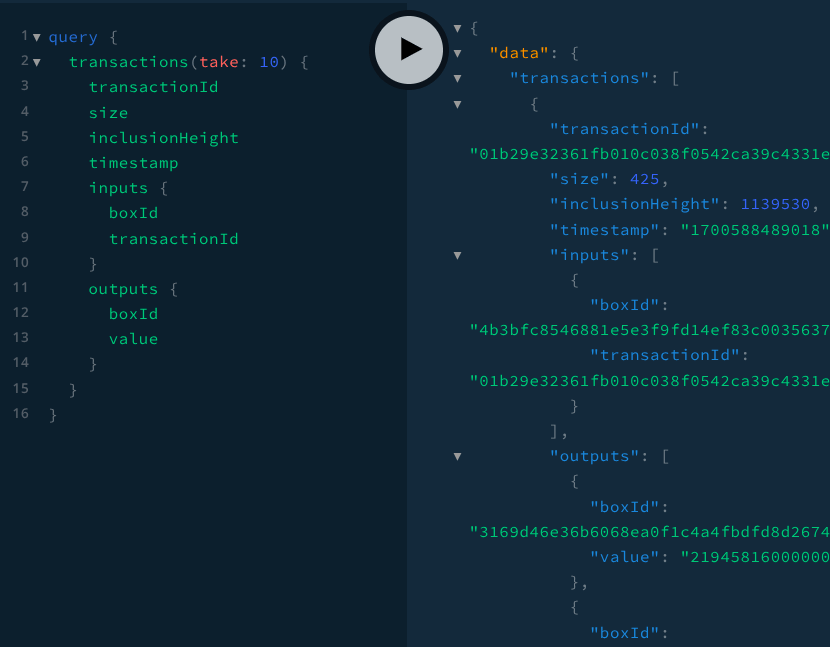 1 query {
2 transactions(take: 10) {
3 transactionId
4 size
5 inclusionHeight
6 timestamp
7 inputs {
8 boxId
9 transactionId
10 }
11 outputs {
12 boxId
13 value
14 }
15 }
16 }
{
"data": {
"transactions": [
{
"transactionId":
"01b29e32361fb010c038f0542ca39c4331e
"size": 425,
"inclusionHeight": 1139530,
"timestamp": "1700588489018"
"inputs": [
{
"boxId":
"4b3bfc8546881e5e3f9fd14ef83c0035637
"transactionId":
"01b29e32361fb010c038f0542ca39c4331e
}
],
"outputs": [
{
"boxId":
"3169d46e36b6068ea0f1c4a4fbdfd8d2674
"value": "21945816000000
},
{
"boxId":